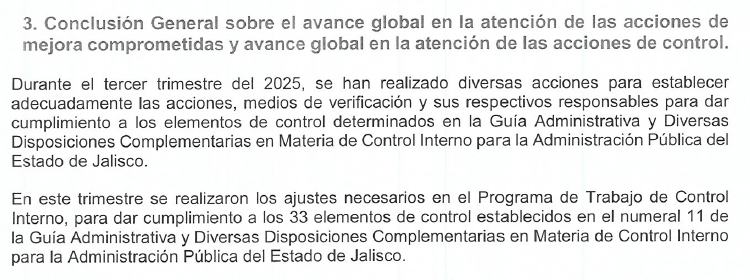 3. Conclusión General sobre el avance global en la atención de las acciones de
mejora comprometidas y avance global en la atención de las acciones de control.
Durante el tercer trimestre del 2025, se han realizado diversas acciones para establecer
adecuadamente las acciones, medios de verificación y sus respectivos responsables para dar
cumplimiento a los elementos de control determinados en la Guía Administrativa y Diversas
Disposiciones Complementarias en Materia de Control Interno para la Administración Pública del
Estado de Jalisco.
En este trimestre se realizaron los ajustes necesarios en el Programa de Trabajo de Control
Interno, para dar cumplimiento a los 33 elementos de control establecidos en el numeral 11 de
la Guía Administrativa y Diversas Disposiciones Complementarias en Materia de Control Interno
para la Administración Pública del Estado de Jalisco.